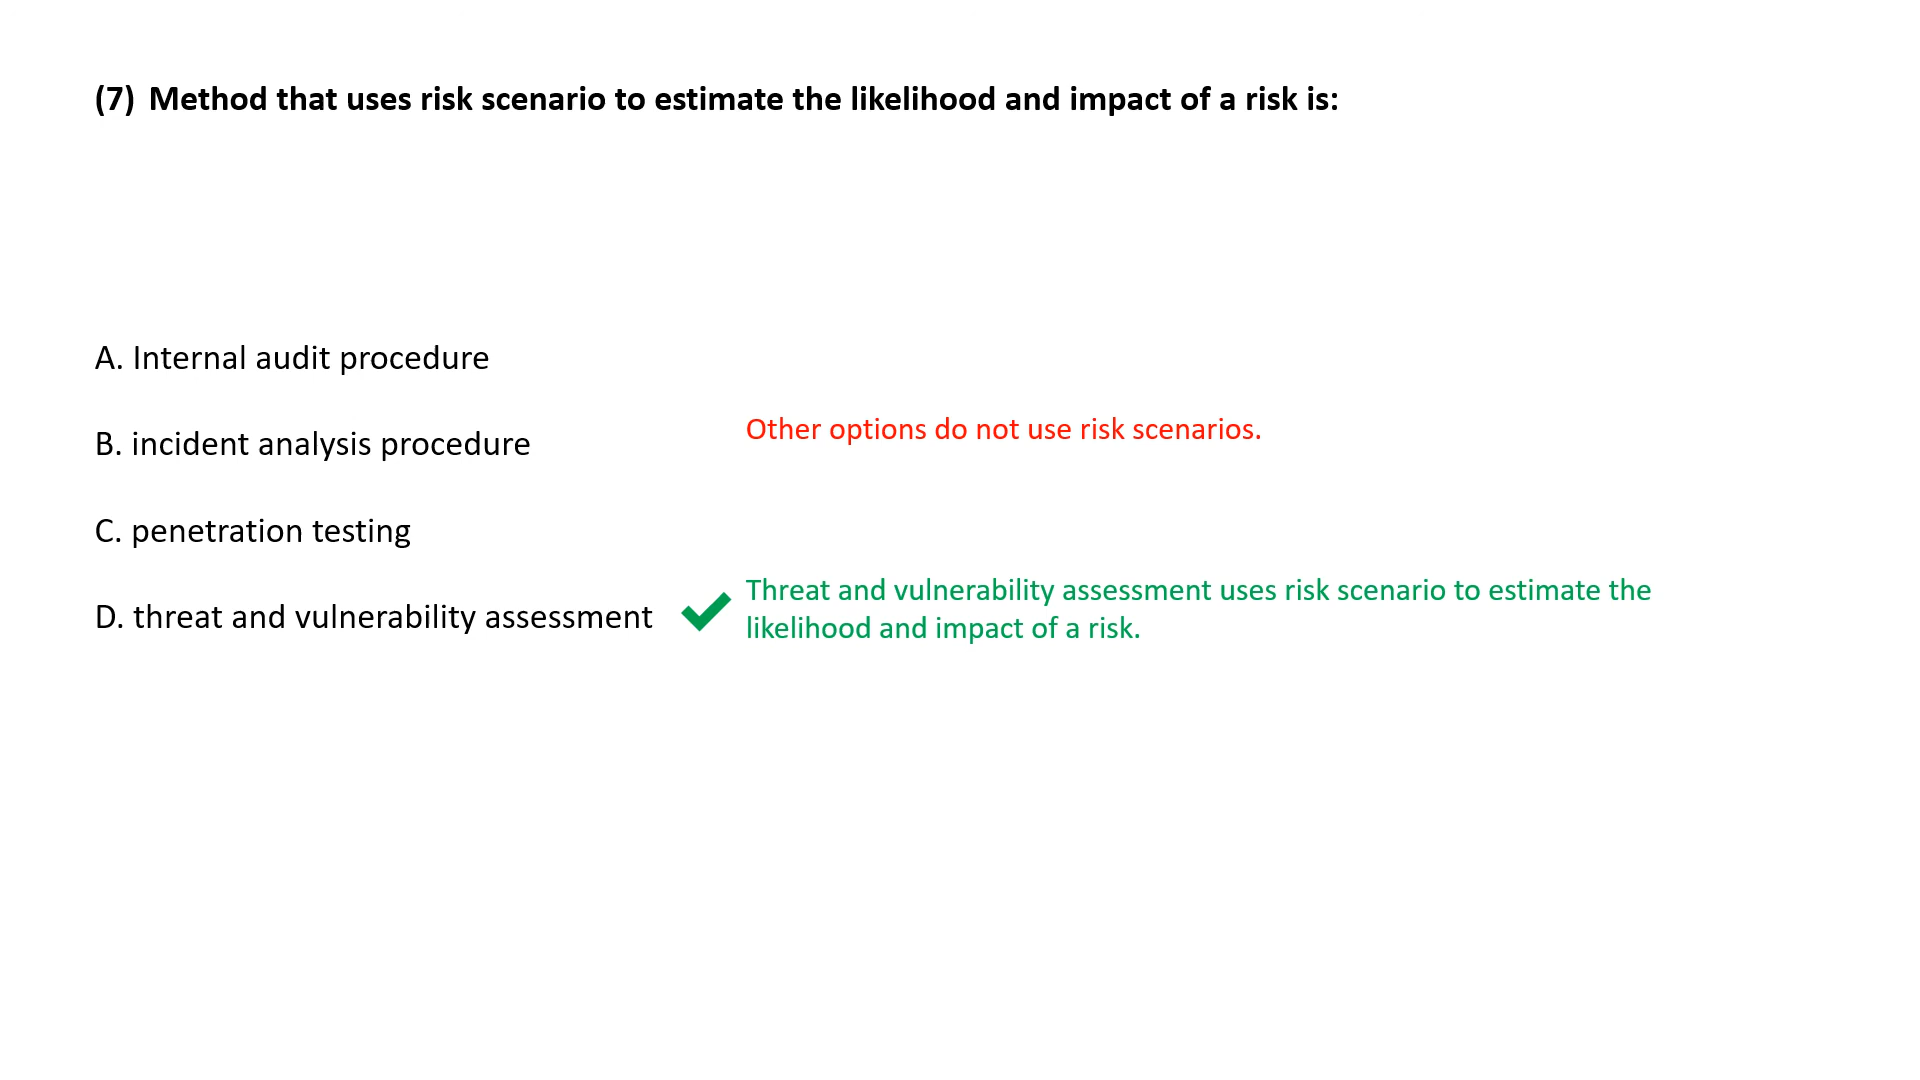 (7) Method that uses risk scenario to estimate the likelihood and impact of a risk is:
A. Internal audit procedure
Other options do not use risk scenarios.
B. incident analysis procedure
C. penetration testing
D. threat and vulnerability assessment
Threat and vulnerability assessment uses risk scenario to estimate the
likelihood and impact of a risk.